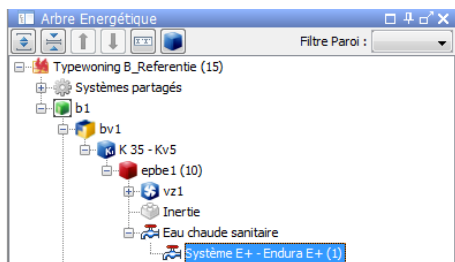 Arbre Energétique
Filtre Paroi :
Typewoning B_Referentie (15)
Systèmes partagés
b1
bv1
K 35 - Kv5
epbe1 (10)
vz1
Inertie
Eau chaude sanitaire
Système E+ - Endura E+ (1)